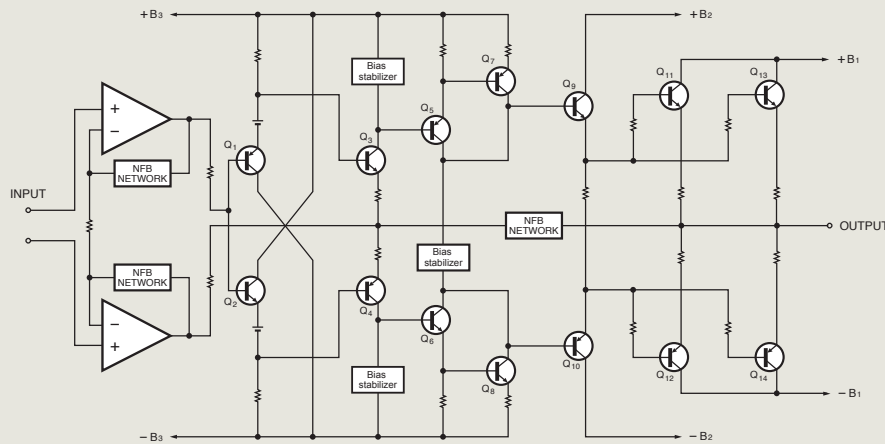 +B3
+B2
Q7
Bias
stabilizer
Q9
Q11
Q13
+B1
Q5
+
−
Q1
Q3
NFB
NETWORK
INPUT
NFB
NETWORK
OUTPUT
Bias
stabilizer
NFB
NETWORK
Q2
Q4
−
+
Q6
Q10
Q12
Q14
Bias
stabilizer
Q8
−B1
−B3
−B2